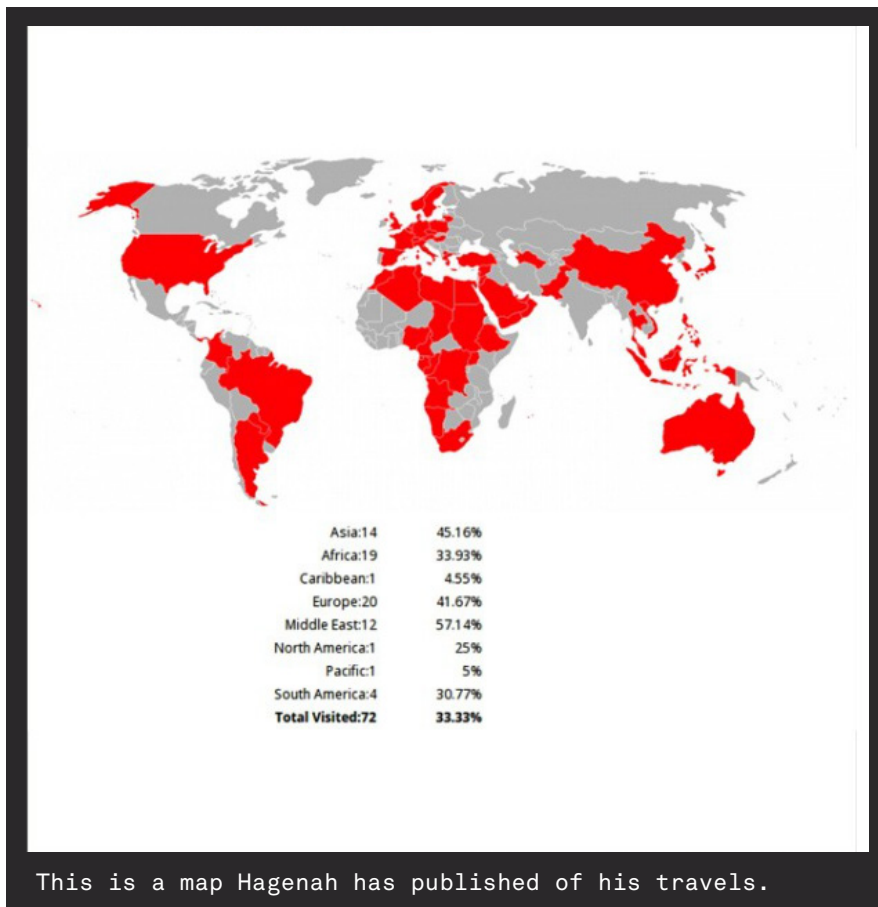 Asia:14 45.16%
Africa:19 33.93%
Caribbean:1 4.55%
Europe:20 41.67%
Middle East:12 57.14%
North America:1 25%
Pacific:1 5%
South America:4 30.77%
Total Visited:72 33.33%
This is a map Hagenah has published of his travels.